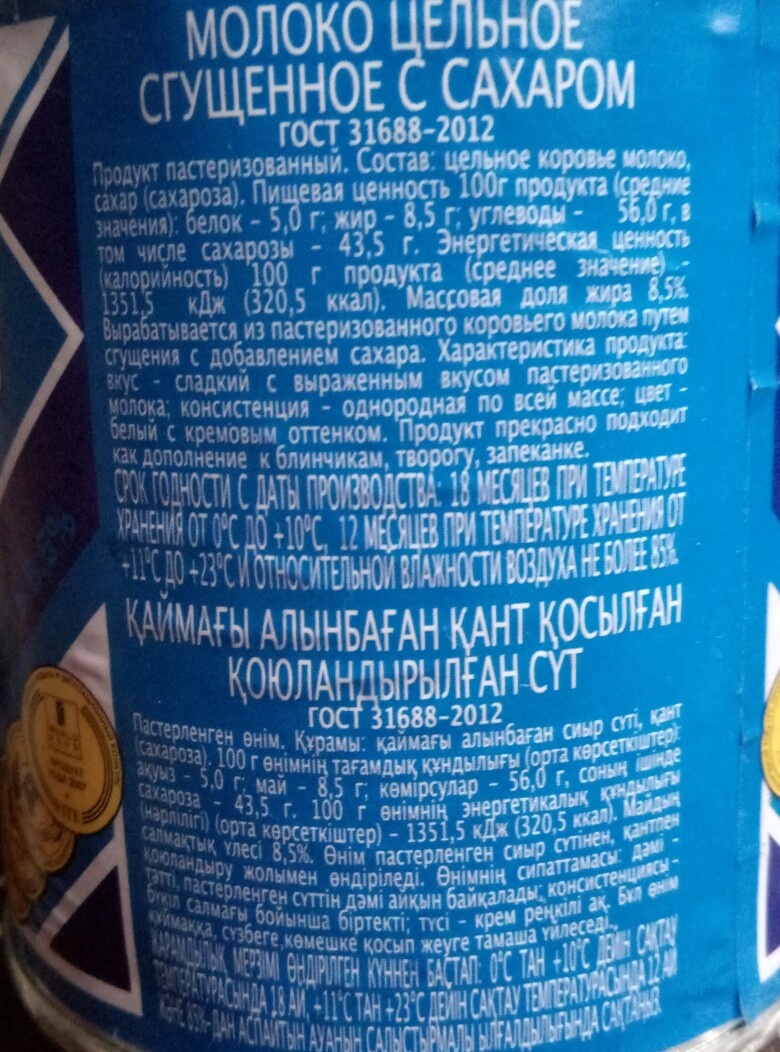 МОЛОКО ЦЕЛЬНОЕ
СГУЩЕННОЕ С САХАРОМ
ГОСТ 31688-2012
Продукт пастеризованный. Состав: цельное коровье молоко,
сахар (сахароза). Пищевая ценность 100г продукта (средние
значения): белок - 5,0 г; жир - 8,5 г; углеводы - 56,0 г, в
том числе сахарозы - 43,5 г. Энергетическая ценность
(калорийность) 100 г продукта (среднее значение) -
1351,5 кДж (320,5 ккал). Массовая доля жира 8,5%.
Вырабатывается из пастеризованного коровьего молока путем
сгущения с добавлением сахара. Характеристика продукта:
вкус - сладкий с выраженным вкусом пастеризованного
молока; консистенция - однородная по всей массе; цвет -
белый с кремовым оттенком. Продукт прекрасно подходит
как дополнение к блинчикам, творогу, запеканке.
СРОК ГОДНОСТИ С ДАТЫ ПРОИЗВОДСТВА: 18 МЕСЯЦЕВ ПРИ ТЕМПЕРАТУРЕ
ХРАНЕНИЯ ОТ 0°С ДО +10°С, 12 МЕСЯЦЕВ ПРИ ТЕМПЕРАТУРЕ ХРАНЕНИЯ ОТ
+11°С ДО +23°С И ОТНОСИТЕЛЬНОЙ ВЛАЖНОСТИ ВОЗДУХА НЕ БОЛЕЕ 85%.
ҚАЙМАҒЫ АЛЫНБАҒАН ҚАНТ ҚОСЫЛҒАН
ҚОЮЛАНДЫРЫЛҒАН СҮТ
ГОСТ 31688-2012
Пастерленген өнім. Құрамы: қаймағы алынбаған сиыр сүті, қант
(сахароза). 100 г өнімнің тағамдық құндылығы (орта көрсеткіштер):
ақуыз - 5,0 г; май - 8,5 г; көмірсулар - 56,0 г, соның ішінде
сахароза - 43,5 г. 100 г өнімнің энергетикалық құндылығы
(нәрлілігі) (орта көрсеткіштер) - 1351,5 кДж (320,5 ккал). Майдың
салмақтық үлесі 8,5%. Өнім пастерленген сиыр сүтінен, қантпен
қоюландыру жолымен өндіріледі. Өнімнің сипаттамасы: дәмі -
тәтті, пастерленген сүттің дәмі айқын байқалады; консистенциясы -
бүкіл салмағы бойынша біртекті; түсі - крем реңкілі ақ. Бұл өнім
құймаққа, сүзбеге, көмешке қосып жеуге тамаша үйлеседі.
ЖАРАМДЫЛЫҚ МЕРЗІМІ ӨНДІРІЛГЕН КҮННЕН БАСТАП: 0°С ТАН +10°С ДЕЙІН САҚТАУ
ТЕМПЕРАТУРАСЫНДА 18 АЙ, +11°С ТАН +23°С ДЕЙІН САҚТАУ ТЕМПЕРАТУРАСЫНДА 12 АЙ
85%-ДАН АСПАЙТЫН АУАНЫҢ САЛЫСТЫРМАЛЫ ЫЛҒАЛДЫЛЫҒЫНДА САҚТАҢЫЗ.